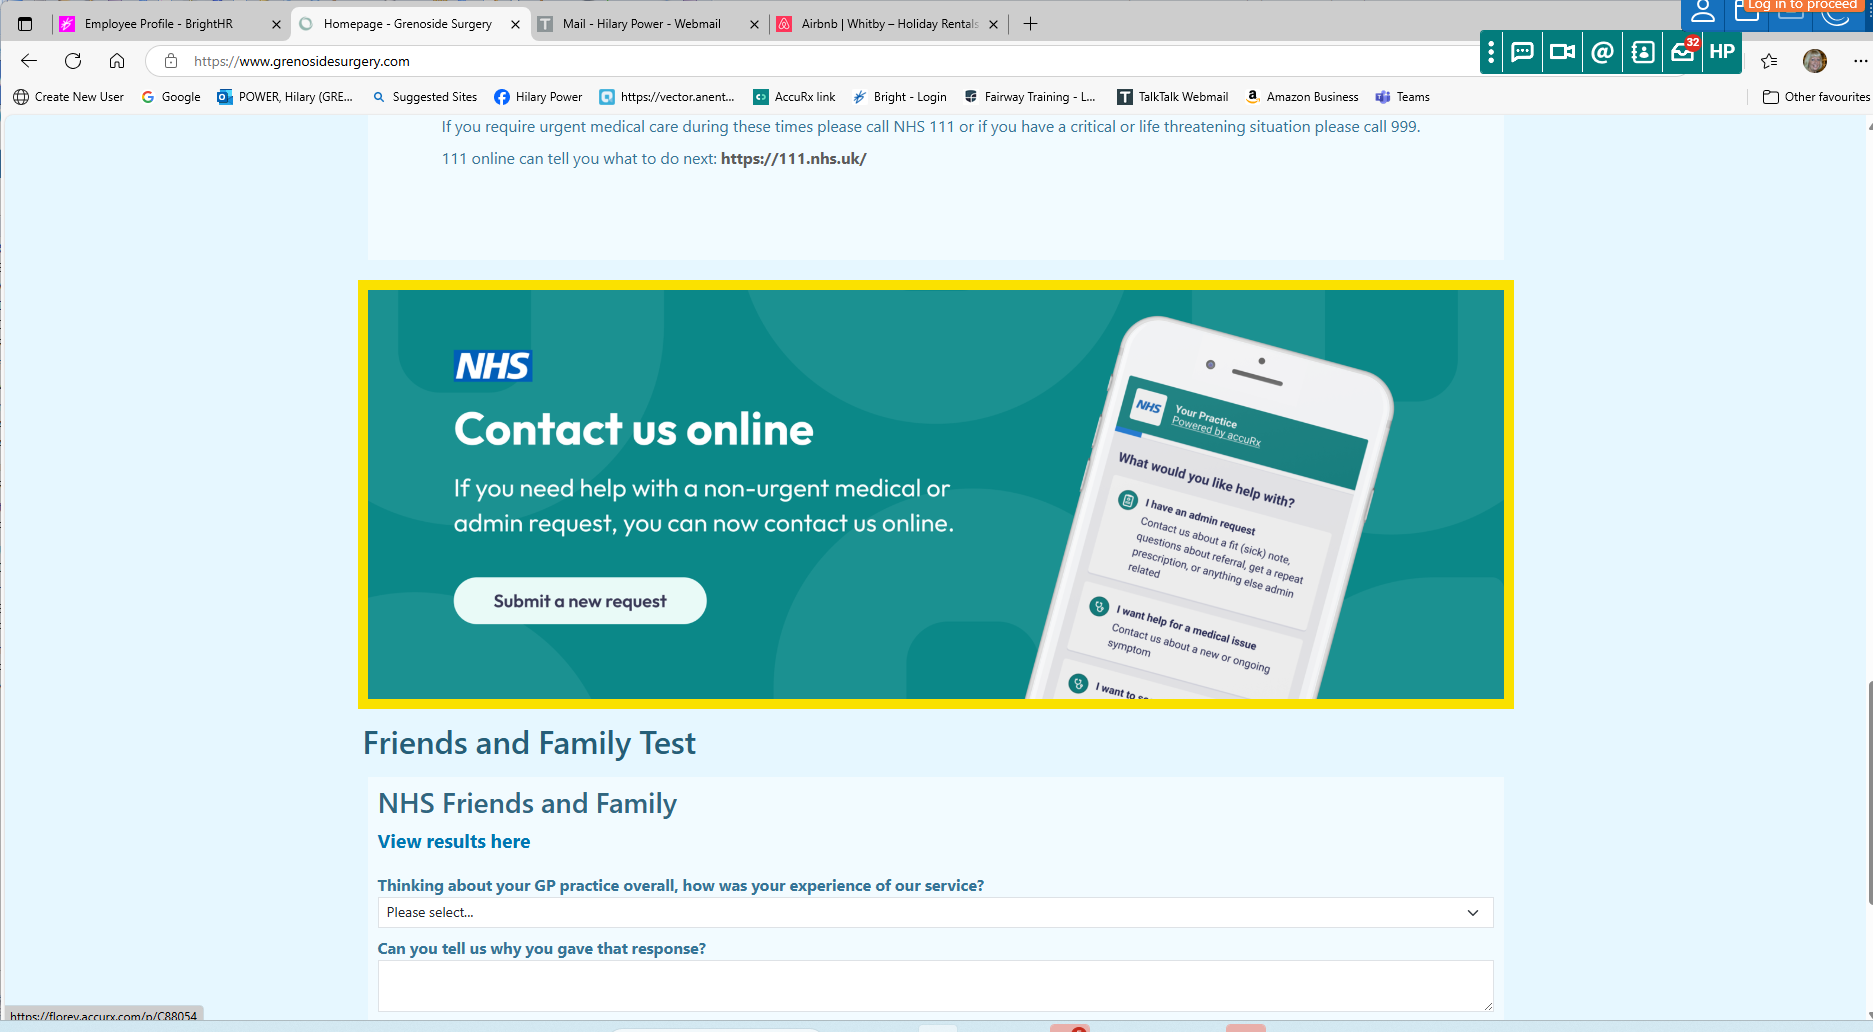 Employee Profile - BrightHR
Homepage - Grenoside Surgery
Mail - Hilary Power - Webmail
Airbnb | Whitby – Holiday Rentals
Log in to proceed
https://www.grenosidesurgery.com
32
HP
Create New User
Google
POWER, Hilary (GRE...
Suggested Sites
Hilary Power
https://vector.anent...
AccuRx link
Bright - Login
Fairway Training - L...
TalkTalk Webmail
Amazon Business
Teams
Other favourites
If you require urgent medical care during these times please call NHS 111 or if you have a critical or life threatening situation please call 999.
111 online can tell you what to do next: https://111.nhs.uk/
NHS
Contact us online
If you need help with a non-urgent medical or
admin request, you can now contact us online.
Submit a new request
NHS
Your Practice
Powered by accuRx
What would you like help with?
I have an admin request
Contact us about a fit (sick) note,
questions about referral, get a repeat
prescription, or anything else admin
related
I want help for a medical issue
Contact us about a new or ongoing
symptom
I want to
Friends and Family Test
NHS Friends and Family
View results here
Thinking about your GP practice overall, how was your experience of our service?
Please select...
Can you tell us why you gave that response?
https://florey.accurx.com/p/C88054